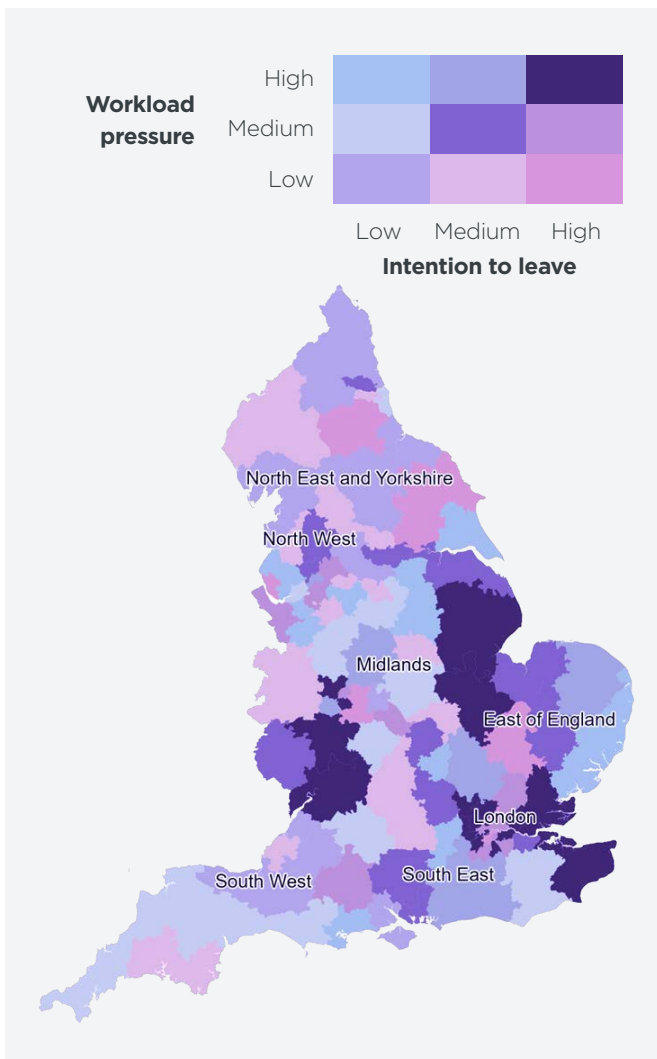 Workload
pressure
High
Medium
Low
Low Medium High
Intention to leave
North East and Yorkshire
North West
Midlands
East of England
London
South West
South East